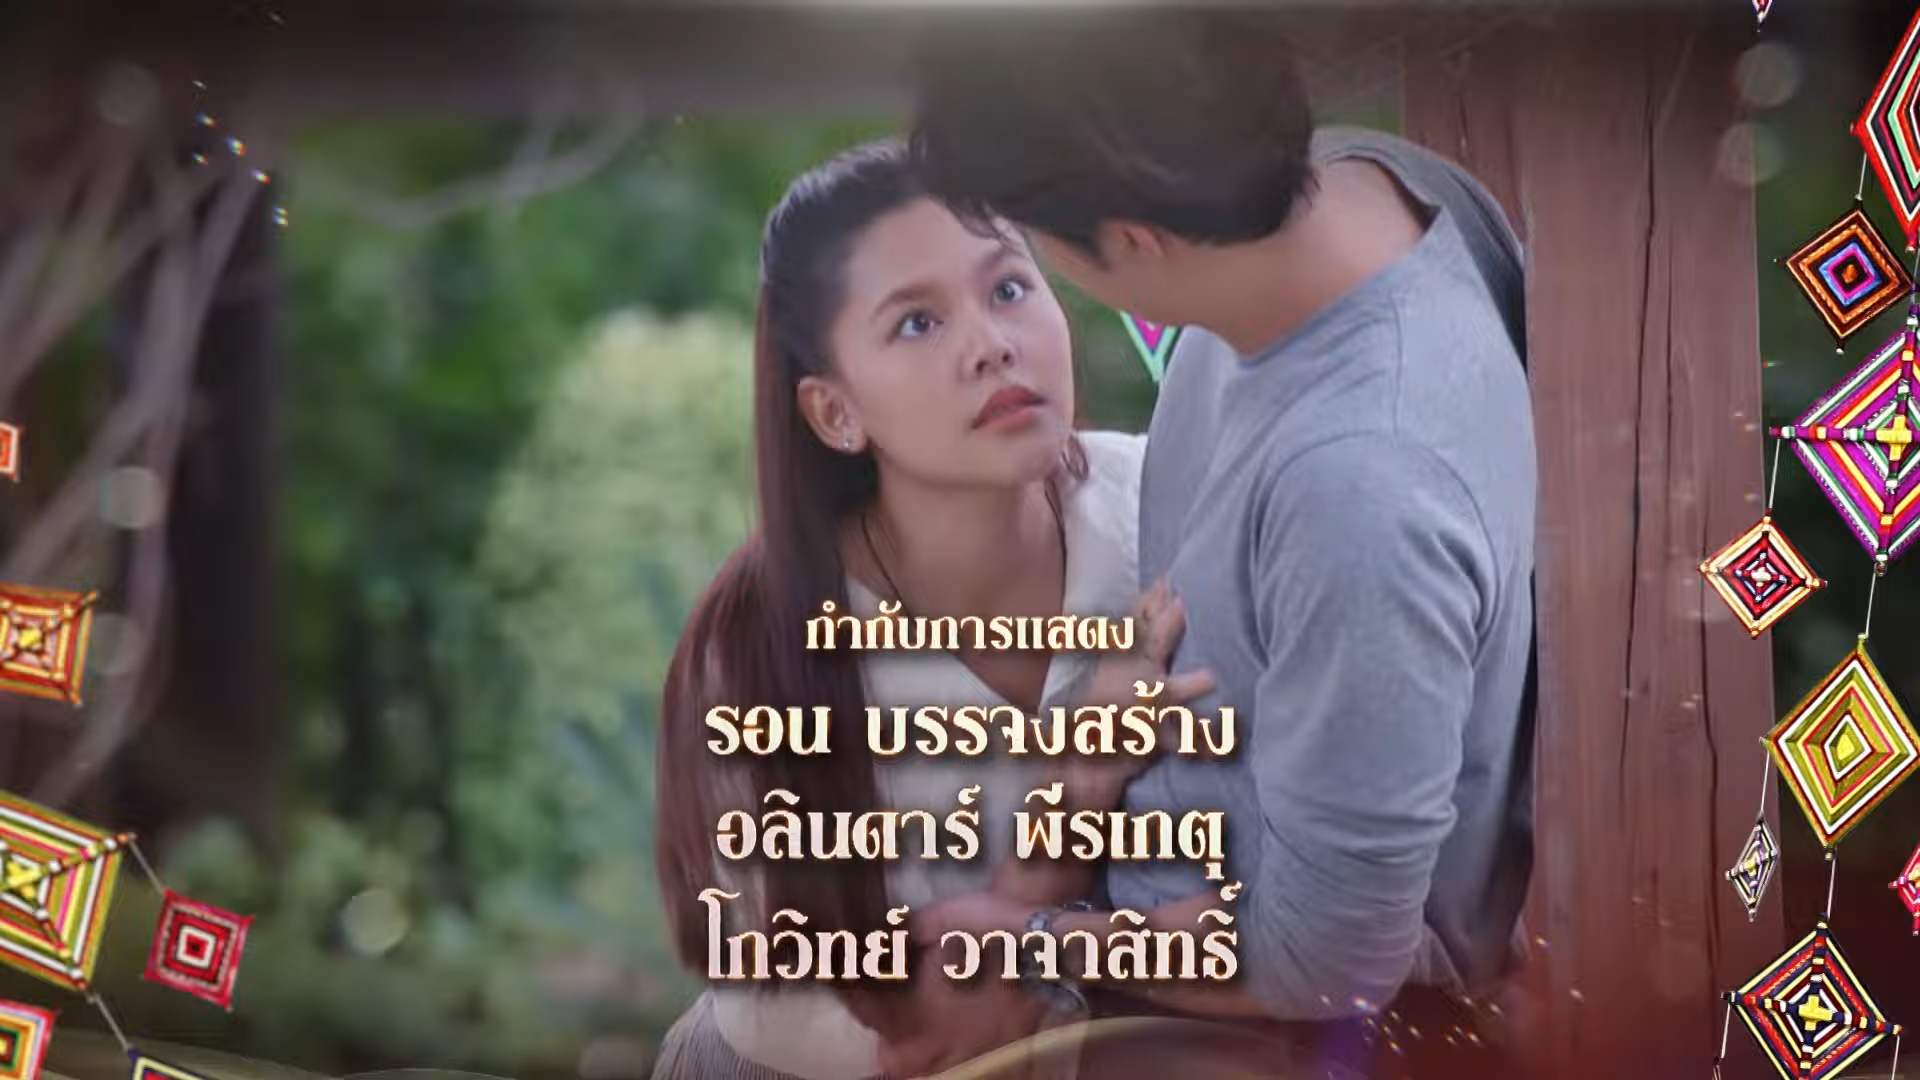 กำกับการแสดง
รอน บรรจงสร้าง
อลินดาร์ พีรเกตุ
โกวิทย์ วาจาสิทธิ์